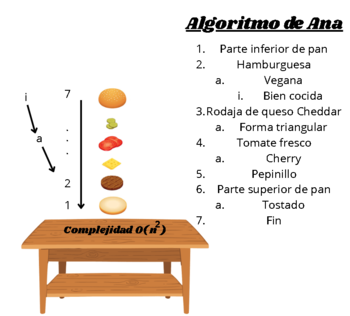 Algoritmo de Ana
1. Parte inferior de pan
2. Hamburguesa
a. Vegana
i. Bien cocida
3.Rodaja de queso Cheddar
a. Forma triangular
4. Tomate fresco
a. Cherry
5. Pepinillo
6. Parte superior de pan
a. Tostado
7. Fin
i
a
7
.
.
.
2
1
Complejidad O(n²)